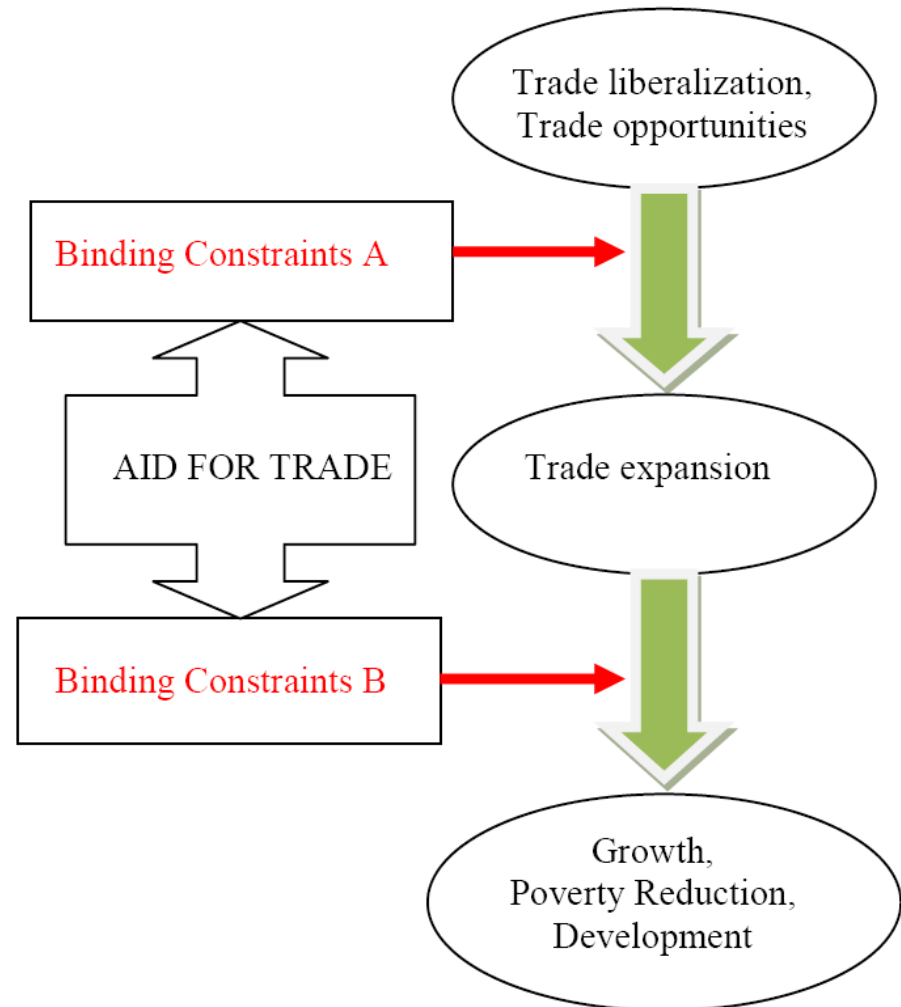 Trade liberalization,
Trade opportunities
Binding Constraints A
AID FOR TRADE
Trade expansion
Binding Constraints B
Growth,
Poverty Reduction,
Development